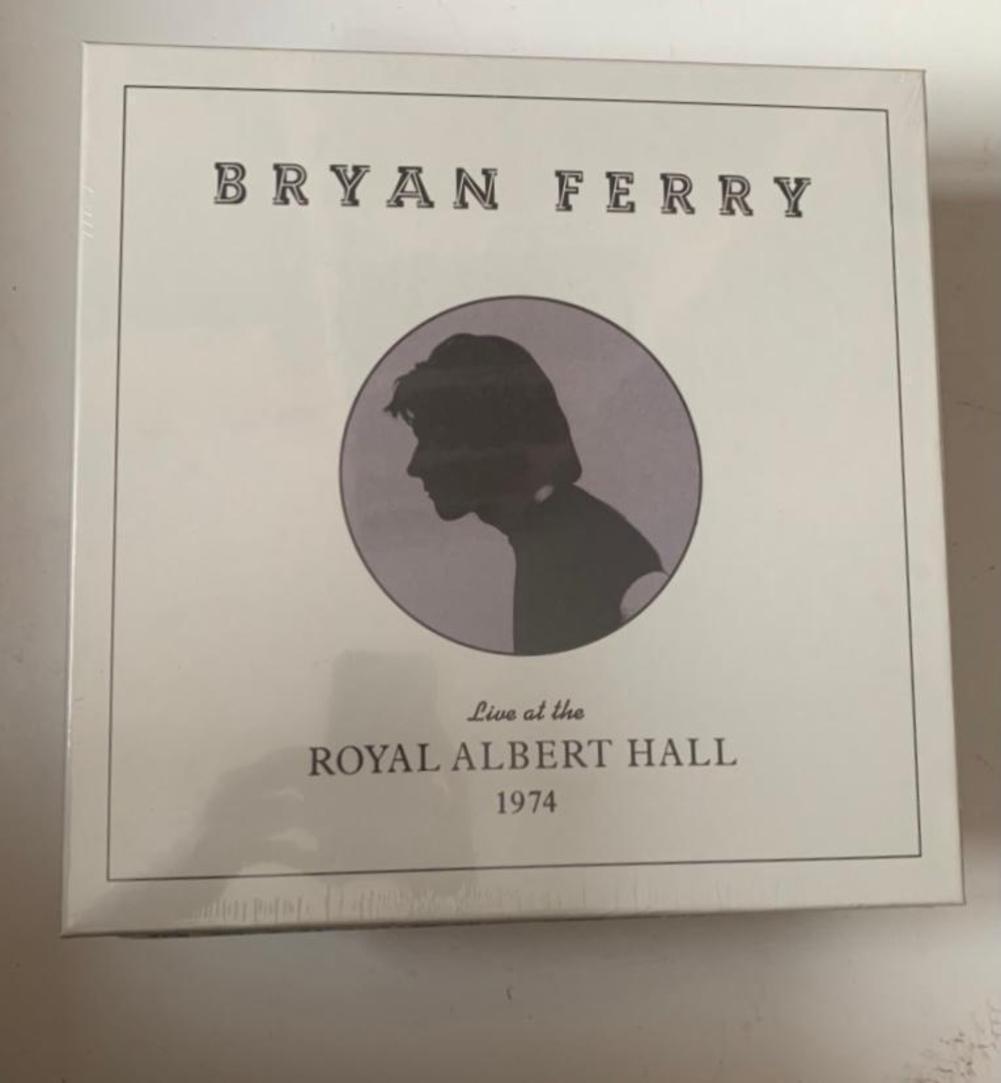 BRYAN FERRY
Live at the
ROYAL ALBERT HALL
1974